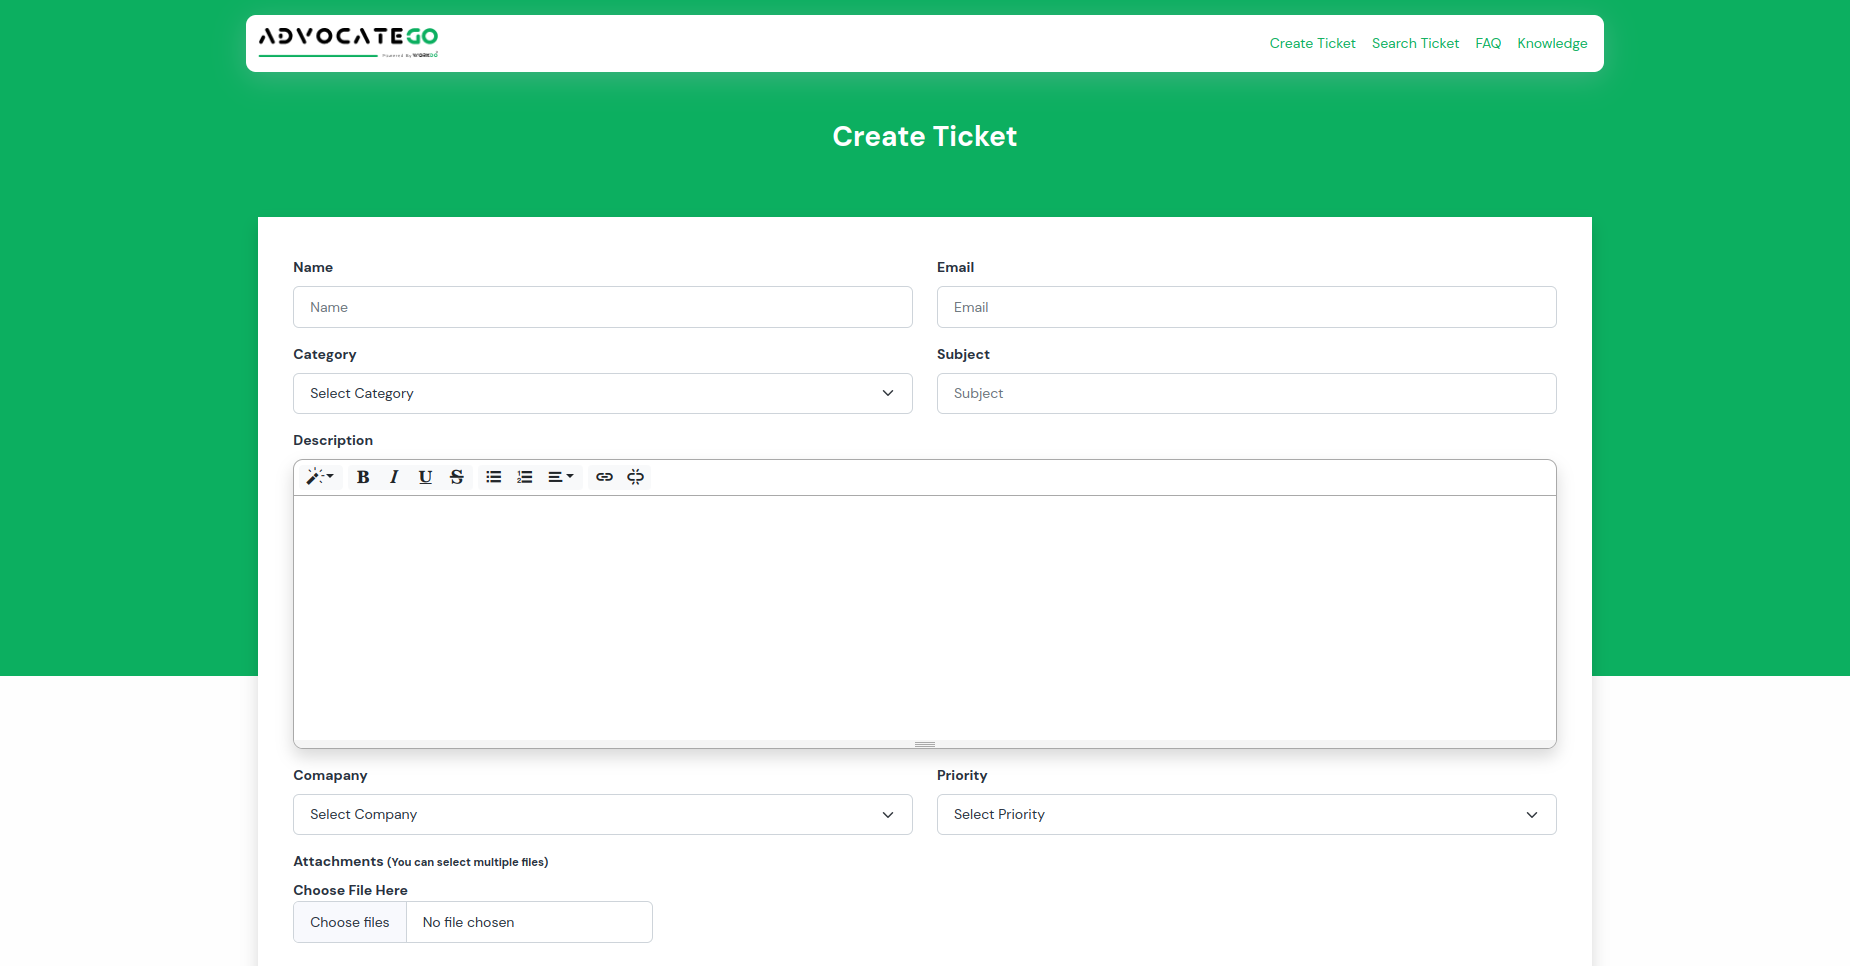 ADVOCATEGO
Powered By WORKDO
Create Ticket Search Ticket FAQ Knowledge
Create Ticket
Name Email
Name Email
Category Subject
Select Category Subject
Description
B I U S
Comapany Priority
Select Company Select Priority
Attachments (You can select multiple files)
Choose File Here
Choose files No file chosen